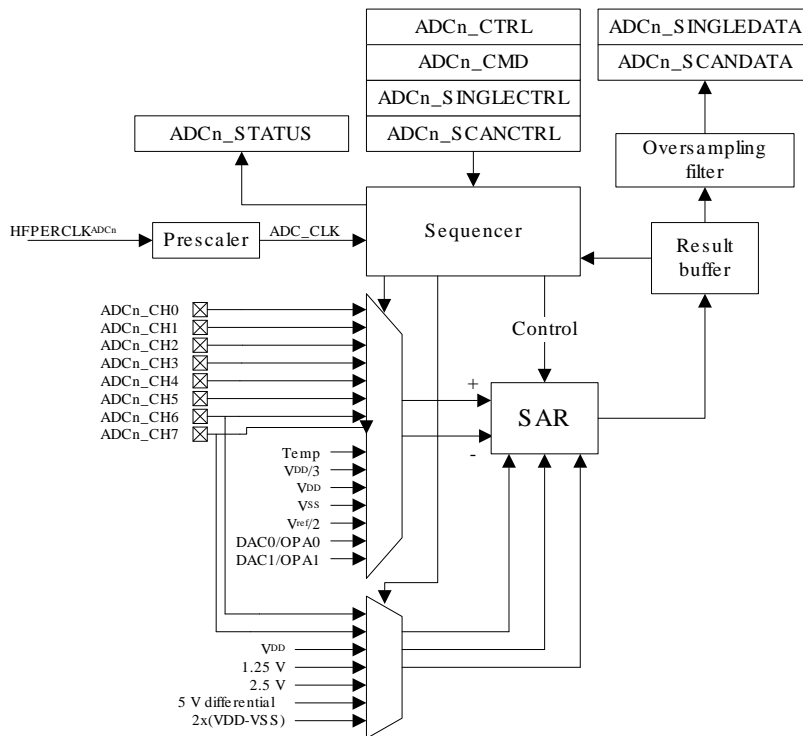 ADCn_CTRL
ADCn_CMD
ADCn_SINGLECTRL
ADCn_SCANCTRL
ADCn_SINGLEDATA
ADCn_SCANDATA
ADCn_STATUS
Oversampling
filter
HFPERCLKADCn
Prescaler
ADC_CLK
Sequencer
Result
buffer
ADCn_CH0
ADCn_CH1
ADCn_CH2
ADCn_CH3
ADCn_CH4
ADCn_CH5
ADCn_CH6
ADCn_CH7
Control
+
SAR
-
Temp
VDD/3
VDD
VSS
Vref/2
DAC0/OPA0
DAC1/OPA1
VDD
1.25 V
2.5 V
5 V differential
2x(VDD-VSS)